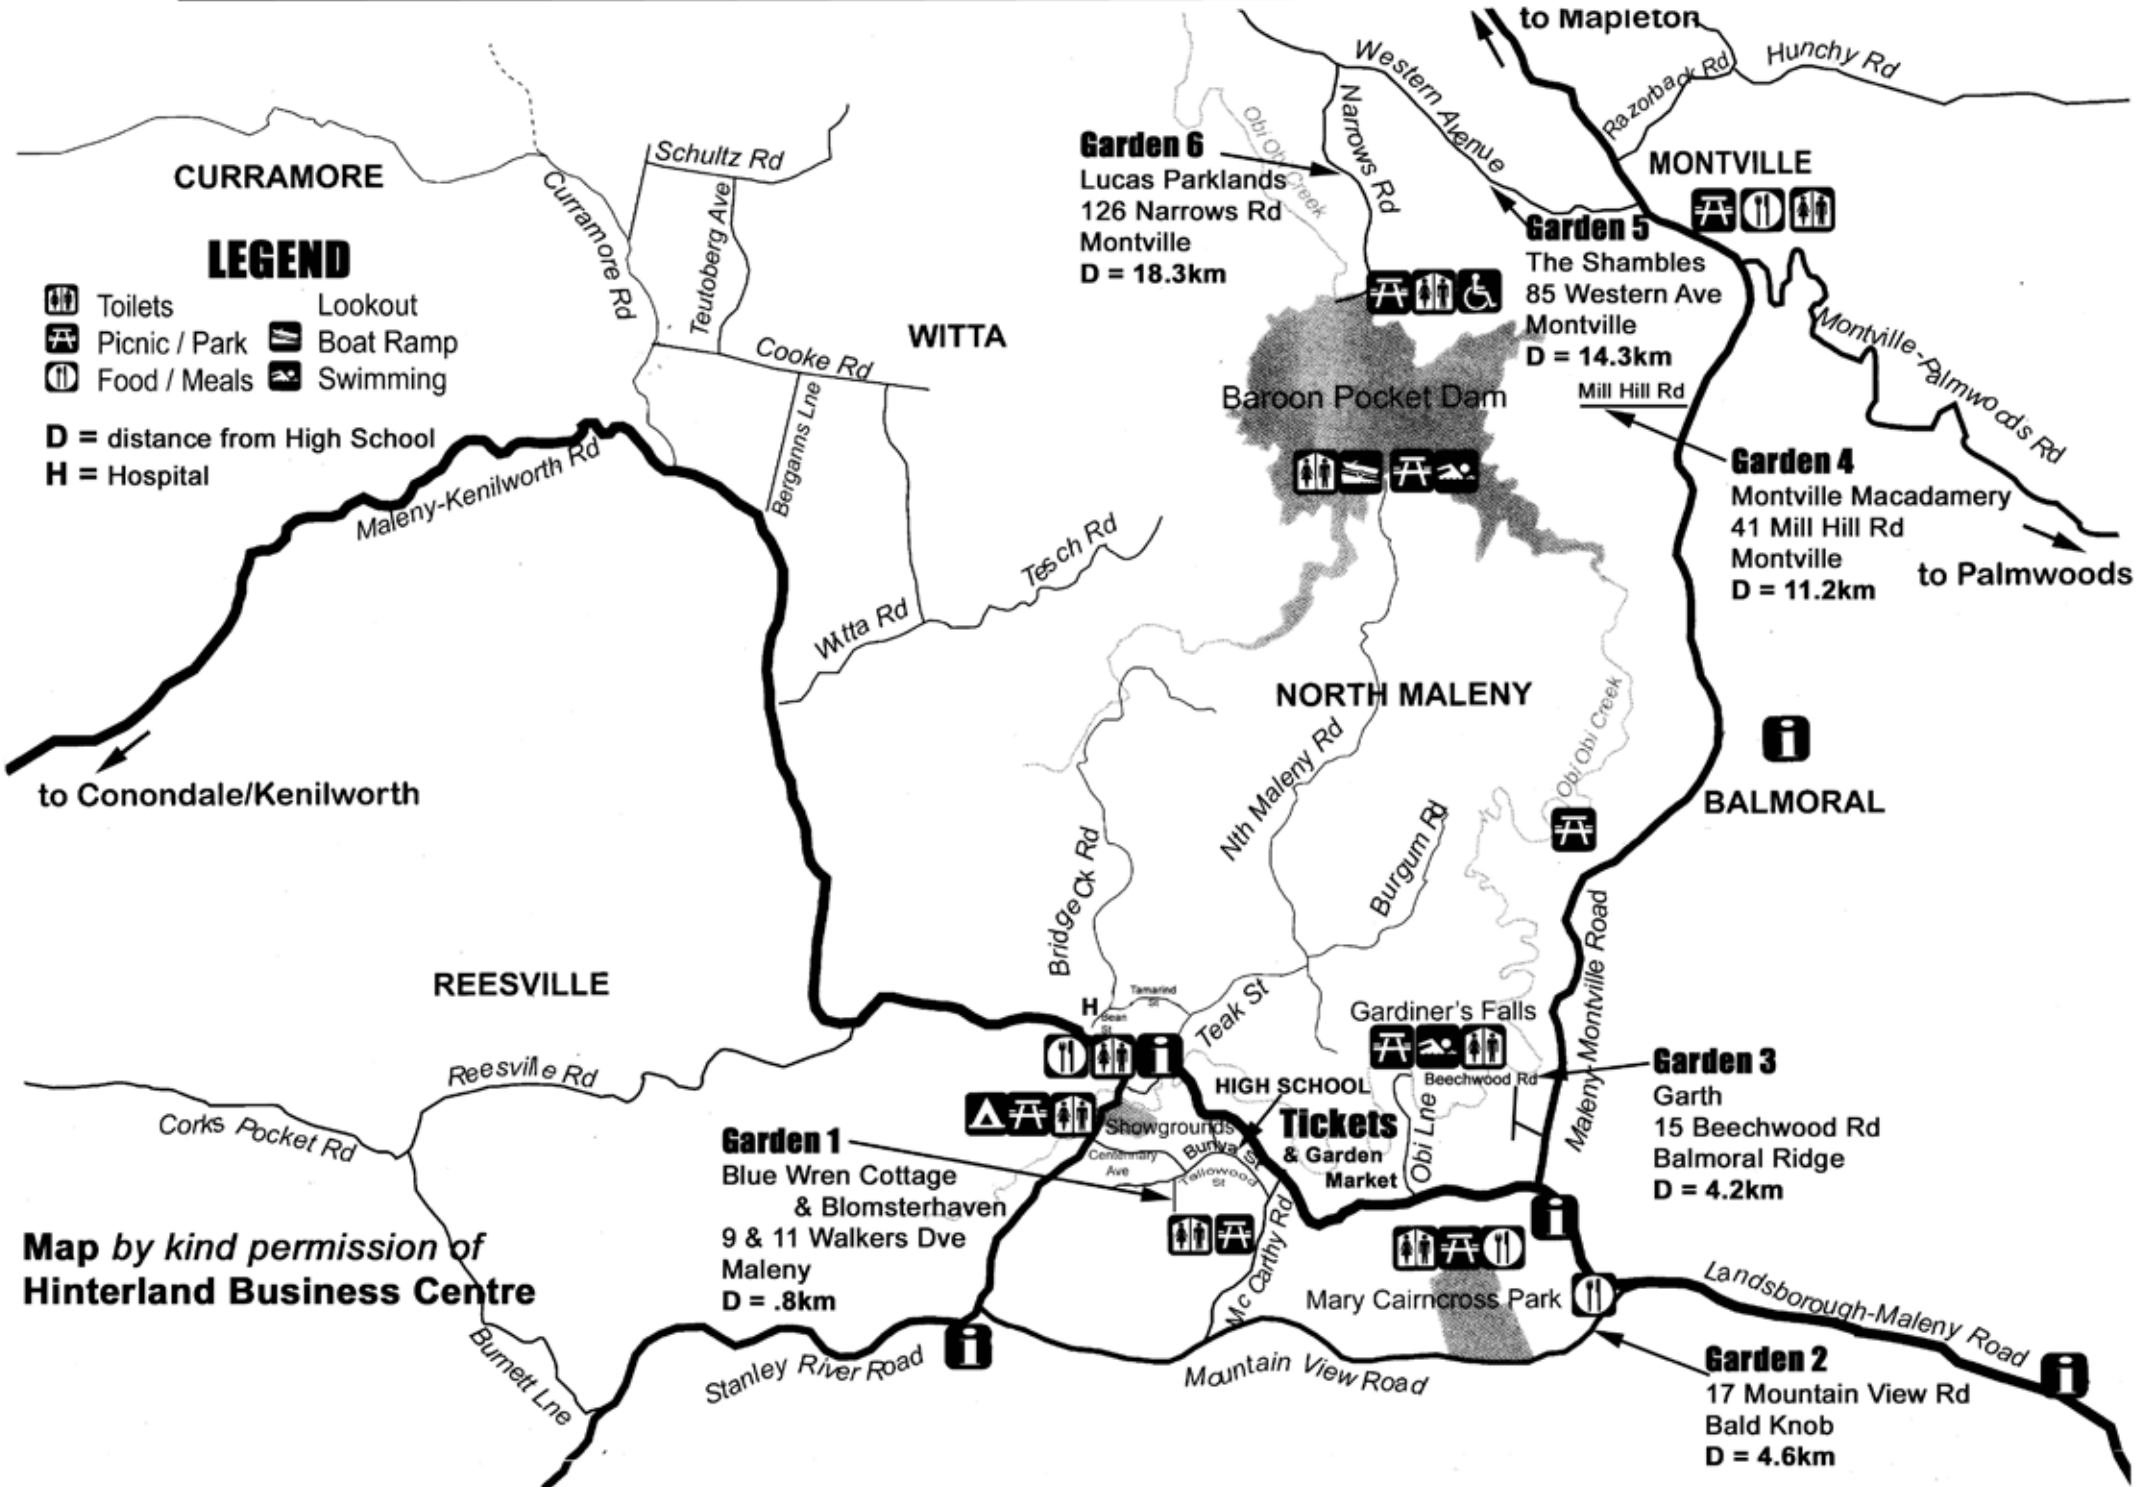 to Mapleton
Hunchy Rd
Razorback Rd
Western Avenue
Narrows Rd
Obi Obi Creek
MONTVILLE
Garden 6
Lucas Parklands
126 Narrows Rd
Montville
D = 18.3km
Garden 5
The Shambles
85 Western Ave
Montville
D = 14.3km
Mill Hill Rd
Montville-Palmwoods Rd
Garden 4
Montville Macadamery
41 Mill Hill Rd
Montville
D = 11.2km
to Palmwoods
CURRAMORE
Curramore Rd
Schultz Rd
Teutoberg Ave
Cooke Rd
WITTA
Berganns Lne
LEGEND
Toilets
Lookout
Picnic / Park
Boat Ramp
Food / Meals
Swimming
D = distance from High School
H = Hospital
Maleny-Kenilworth Rd
to Conondale/Kenilworth
Tesch Rd
Witta Rd
Baroon Pocket Dam
NORTH MALENY
Nth Maleny Rd
Burgum Rd
Bridge Ck Rd
Obi Obi Creek
i
BALMORAL
Maleny-Montville Road
REESVILLE
Reesville Rd
Corks Pocket Rd
Burnett Lne
H
Tamarind
St
Bean
St
Teak St
i
Gardiner's Falls
Beechwood Rd
Obi Lne
HIGH SCHOOL
Tickets
& Garden
Market
Showgrounds
Bunya St
Centennary
Ave
Tallowood
St
Mc Carthy Rd
Garden 3
Garth
15 Beechwood Rd
Balmoral Ridge
D = 4.2km
Garden 1
Blue Wren Cottage
& Blomsterhaven
9 & 11 Walkers Dve
Maleny
D = .8km
i
Mary Cairncross Park
Landsborough-Maleny Road
i
Map by kind permission of
Hinterland Business Centre
Stanley River Road
i
Mountain View Road
Garden 2
17 Mountain View Rd
Bald Knob
D = 4.6km